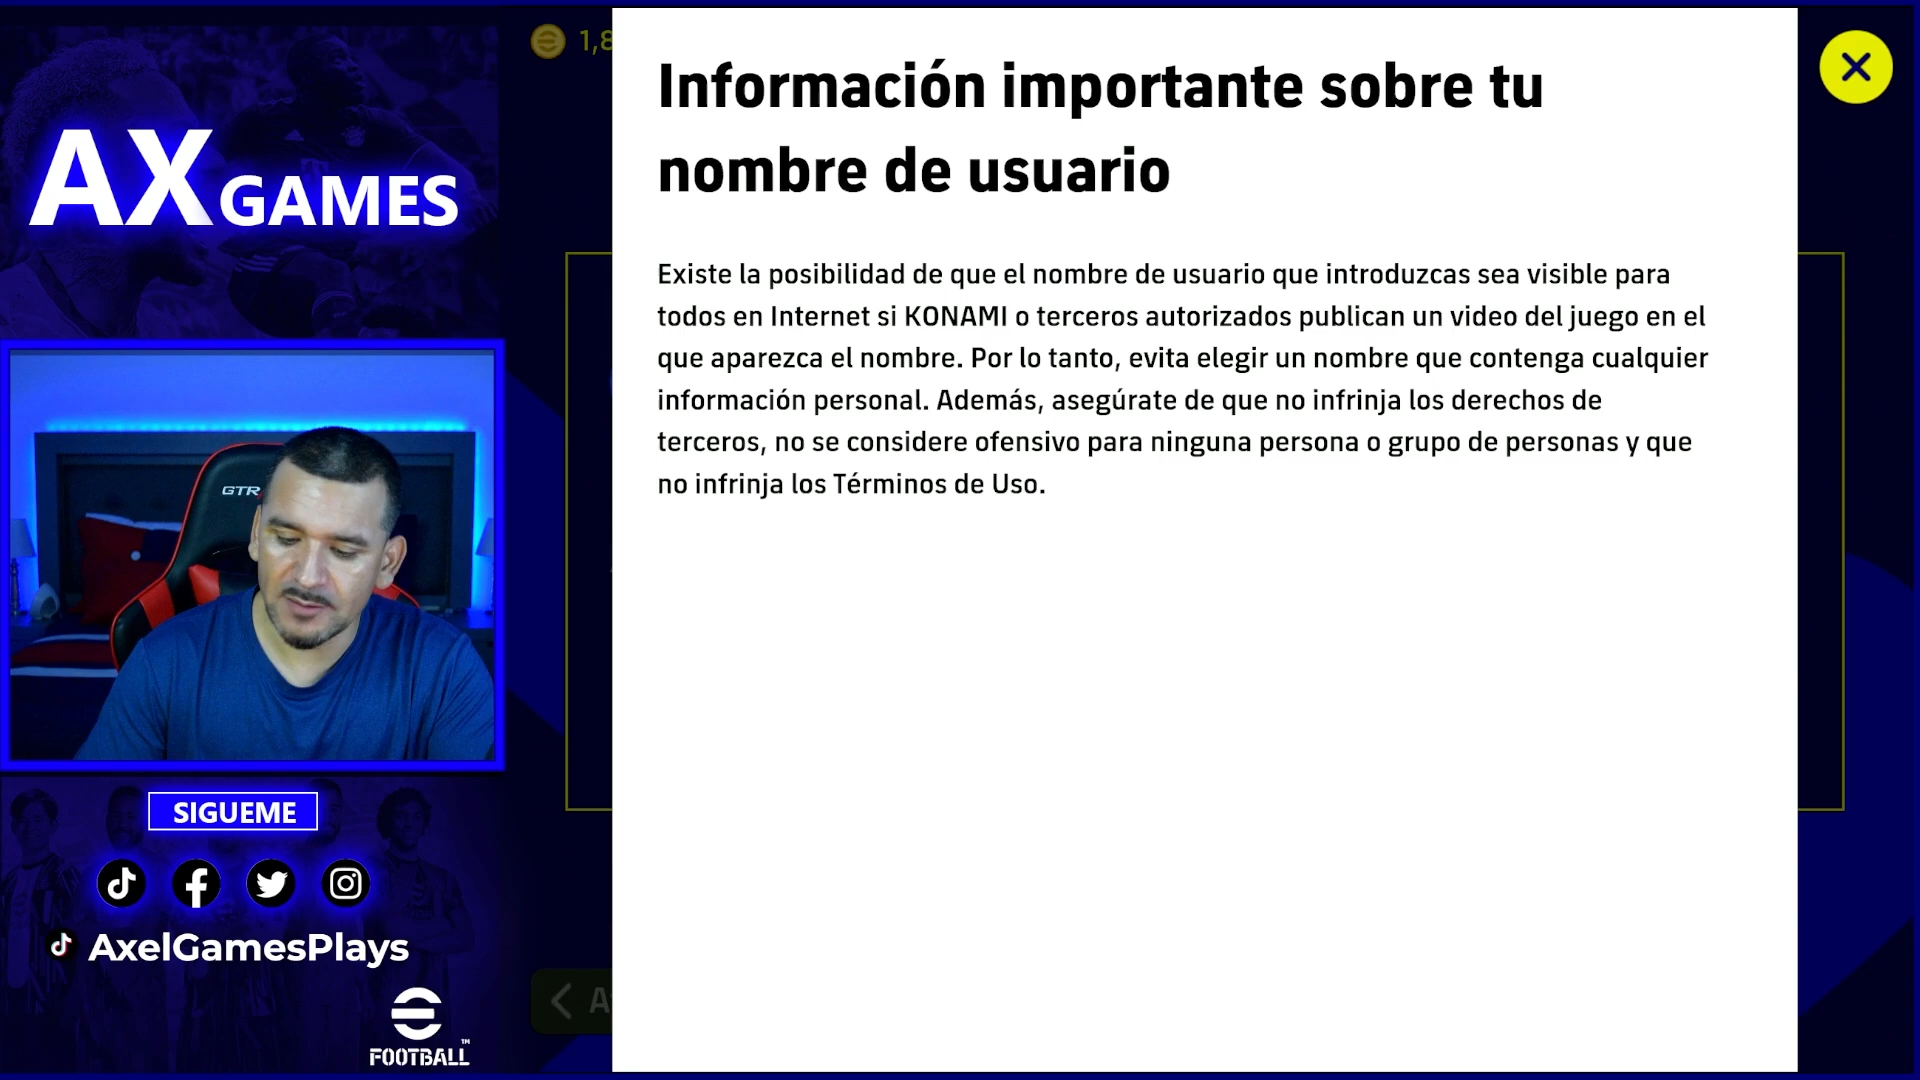 AX GAMES
GTR
SIGUEME
AxelGamesPlays
FOOTBALL™
1,8
Información importante sobre tu
nombre de usuario
Existe la posibilidad de que el nombre de usuario que introduzcas sea visible para
todos en Internet si KONAMI o terceros autorizados publican un video del juego en el
que aparezca el nombre. Por lo tanto, evita elegir un nombre que contenga cualquier
información personal. Además, asegúrate de que no infrinja los derechos de
terceros, no se considere ofensivo para ninguna persona o grupo de personas y que
no infrinja los Términos de Uso.